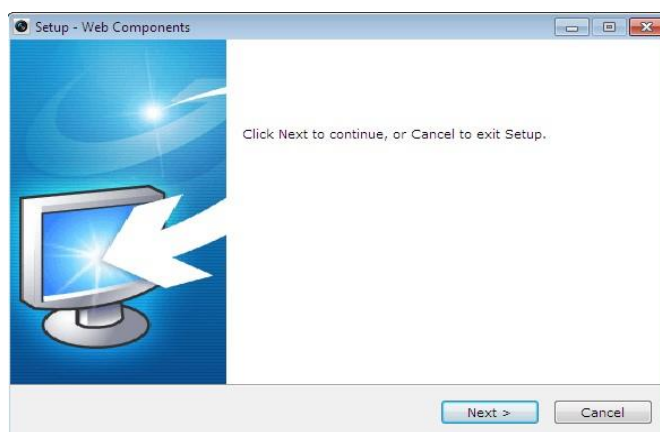 Setup - Web Components
Click Next to continue, or Cancel to exit Setup.
Next >
Cancel